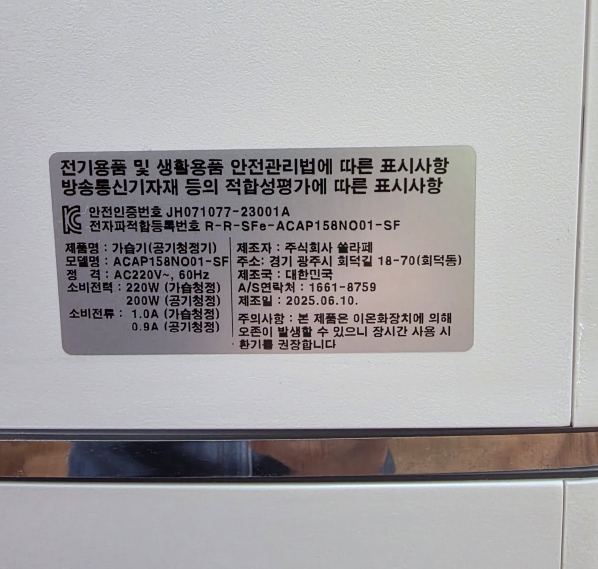 전기용품 및 생활용품 안전관리법에 따른 표시사항
방송통신기자재 등의 적합성평가에 따른 표시사항
안전인증번호 JH071077-23001A
전자파적합등록번호 R-R-SFe-ACAP158NO01-SF
제품명 : 가습기(공기청정기)
모델명 : ACAP158NO01-SF
정 격 : AC220V~, 60Hz
소비전력 : 220W (가습청정)
200W (공기청정)
소비전류 : 1.0A (가습청정)
0.9A (공기청정)
제조자 : 주식회사 쏠라페
주소: 경기 광주시 회덕길 18-70(회덕동)
제조국 : 대한민국
A/S연락처 : 1661-8759
제조일 : 2025.06.10.
주의사항 : 본 제품은 이온화장치에 의해
오존이 발생할 수 있으니 장시간 사용 시
환기를 권장합니다